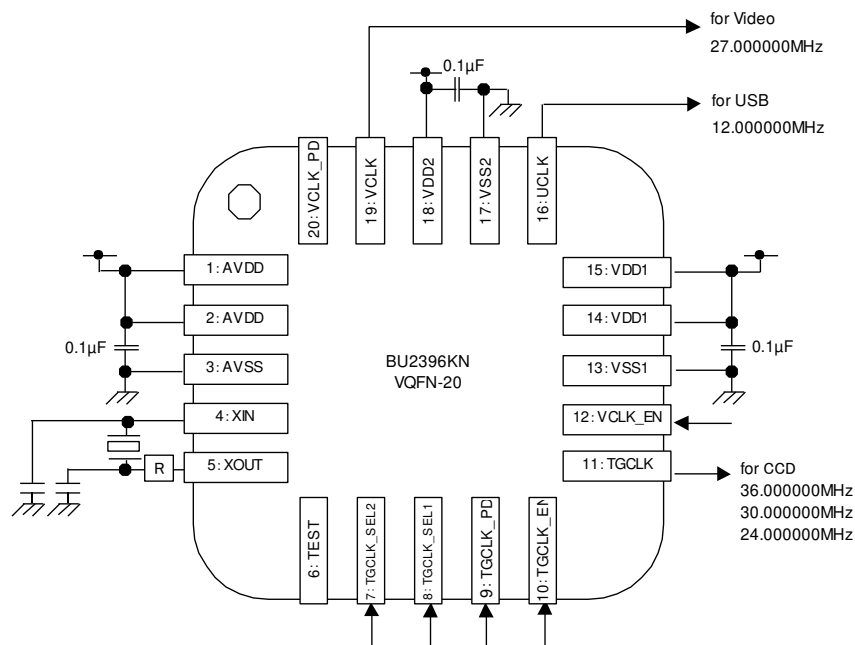 for Video
27.000000MHz
0.1µF
for USB
12.000000MHz
20:VCLK_PD
19:VCLK
18:VDD2
17:VSS2
16:UCLK
1:AVDD
2:AVDD
3:AVSS
4:XIN
5:XOUT
0.1µF
R
BU2396KN
VQFN-20
15:VDD1
14:VDD1
13:VSS1
12:VCLK_EN
11:TGCLK
0.1µF
for CCD
36.000000MHz
30.000000MHz
24.000000MHz
6:TEST
7:TGCLK_SEL2
8:TGCLK_SEL1
9:TGCLK_PD
10:TGCLK_EN